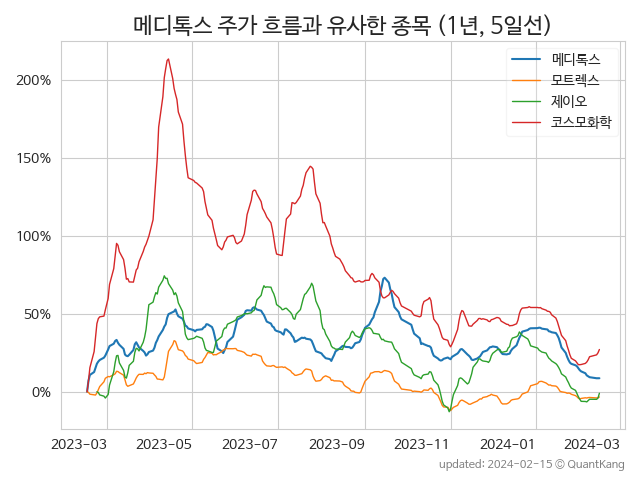 메디톡스 주가 흐름과 유사한 종목 (1년, 5일선)
메디톡스
모트렉스
제이오
코스모화학
200%
150%
100%
50%
0%
2023-03 2023-05 2023-07 2023-09 2023-11 2024-01 2024-03
updated: 2024-02-15 © QuantKang